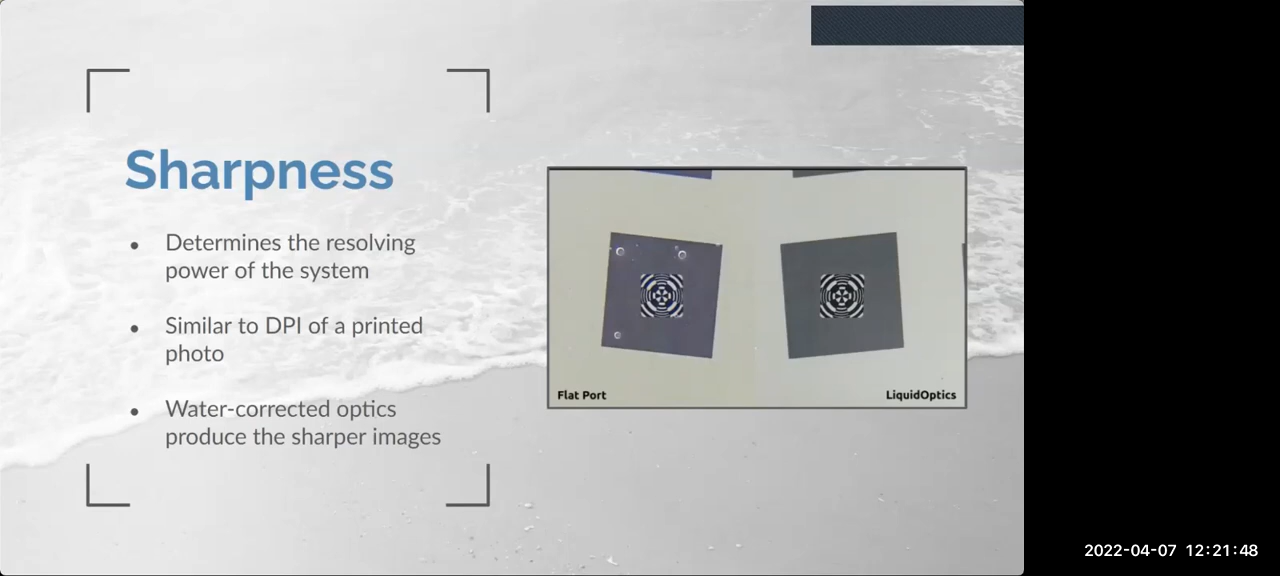 Sharpness
• Determines the resolving
power of the system
• Similar to DPI of a printed
photo
• Water-corrected optics
produce the sharper images
Flat Port
LiquidOptics
2022-04-07 12:21:48